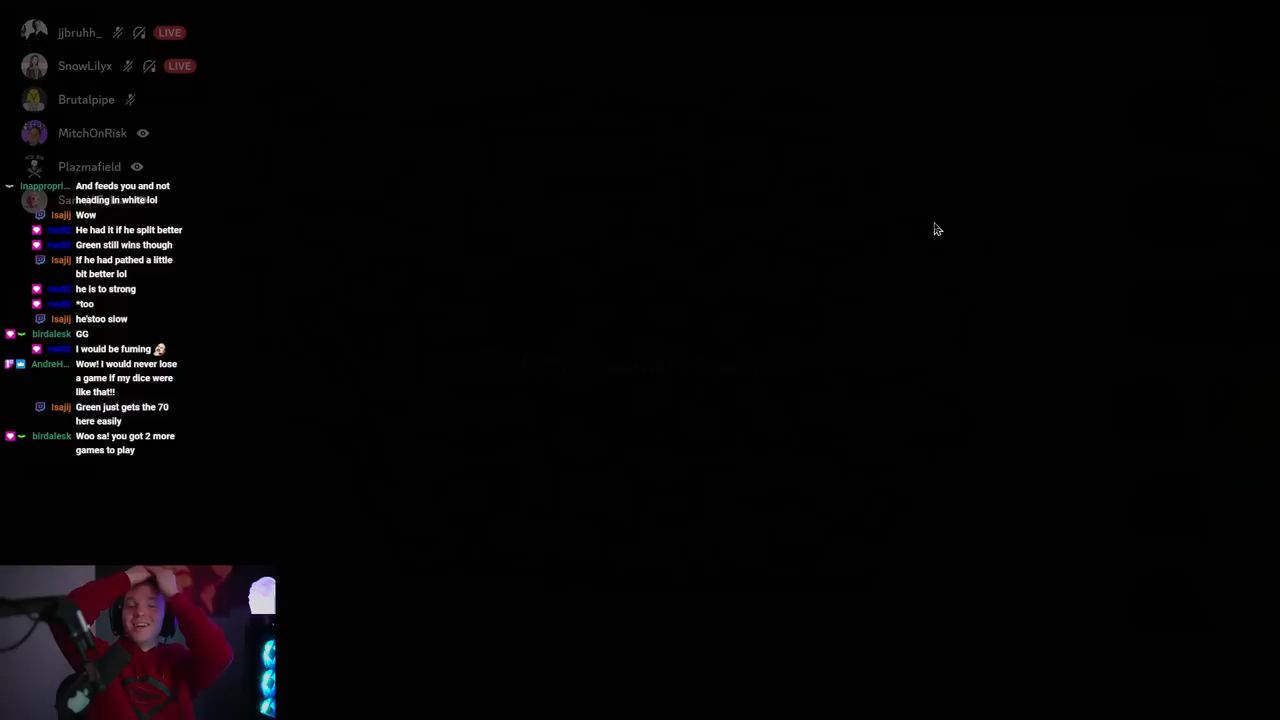 jjbruhh_ LIVE
SnowLilyx LIVE
Brutalpipe
MitchOnRisk
Plazmafield
Inappropri... And feeds you and not
heading in white lol
lsajij Wow
He had it if he split better
Green still wins though
lsajij If he had pathed a little
bit better lol
he is to strong
*too
lsajij he'stoo slow
birdalesk GG
I would be fuming
AndreH... Wow! I would never lose
a game if my dice were
like that!!
lsajij Green just gets the 70
here easily
birdalesk Woo sa! you got 2 more
games to play